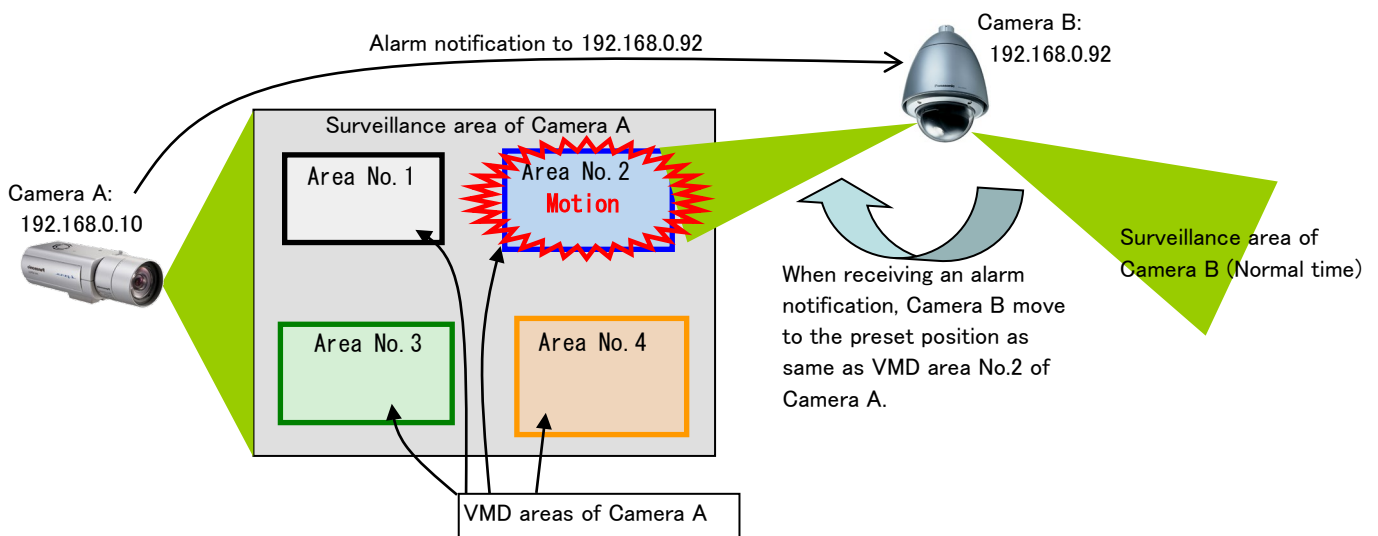 Camera B:
192.168.0.92
Alarm notification to 192.168.0.92
Surveillance area of Camera A
Area No.1
Area No.2
Motion
Camera A:
192.168.0.10
Surveillance area of
Camera B (Normal time)
When receiving an alarm
notification, Camera B move
to the preset position as
same as VMD area No.2 of
Camera A.
Area No.3
Area No.4
VMD areas of Camera A